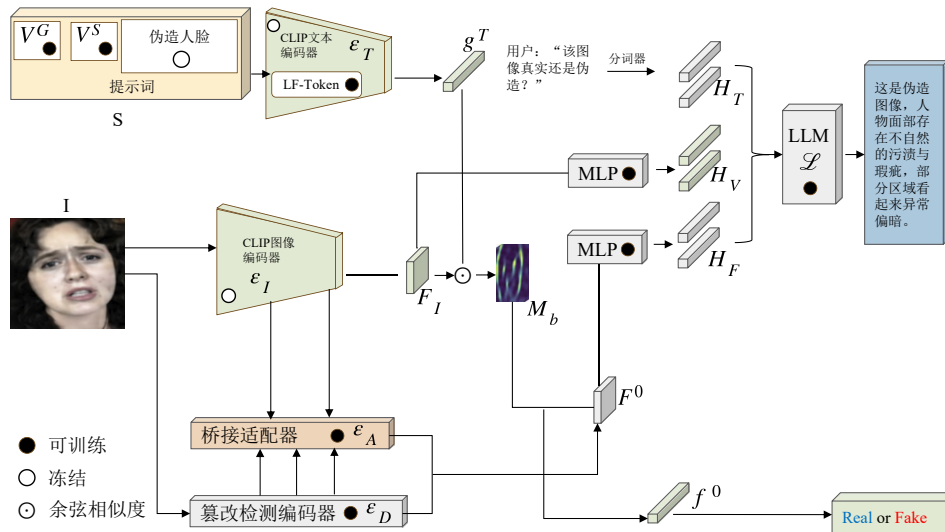 V^G
V^S
伪造人脸
提示词
S
CLIP文本
编码器
ε_T
LF-Token
g^T
用户：“该图
像真实还是伪
造？”
分词器
H_T
LLM
ℒ
这是伪造
图像，人
物面部存
在不自然
的污渍与
瑕疵，部
分区域看
起来异常
偏暗。
MLP
H_V
I
CLIP图像
编码器
ε_I
F_I
M_b
MLP
H_F
F^0
桥接适配器
ε_A
篡改检测编码器
ε_D
f^0
Real or Fake
可训练
冻结
余弦相似度